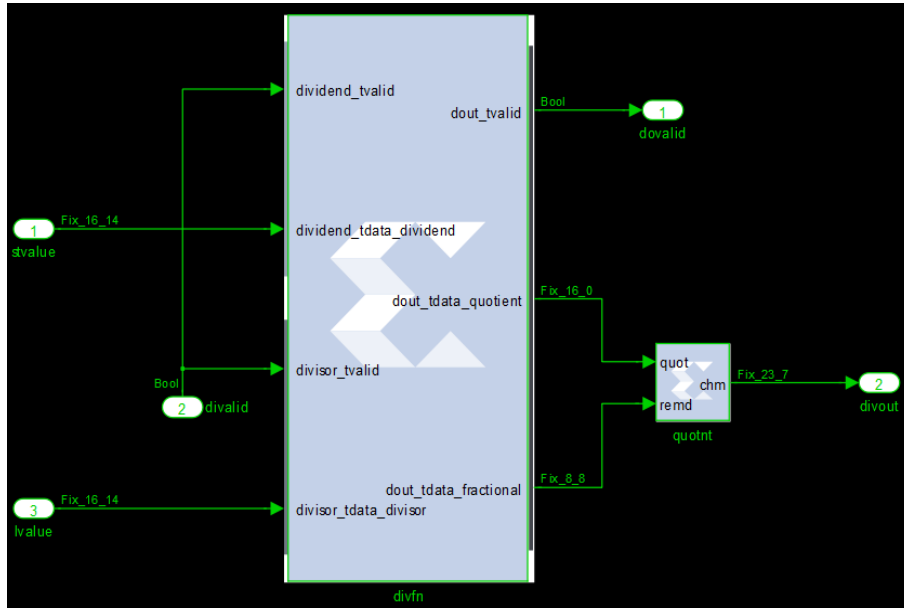 dividend_tvalid
Bool
dout_tvalid
1
dovalid
Fix_16_14
1
stvalue
dividend_tdata_dividend
Fix_16_0
dout_tdata_quotient
quot
Fix_23_7
chm
2
divout
remd
quotnt
divisor_tvalid
Bool
2
divalid
Fix_8_8
dout_tdata_fractional
Fix_16_14
3
lvalue
divisor_tdata_divisor
divfn